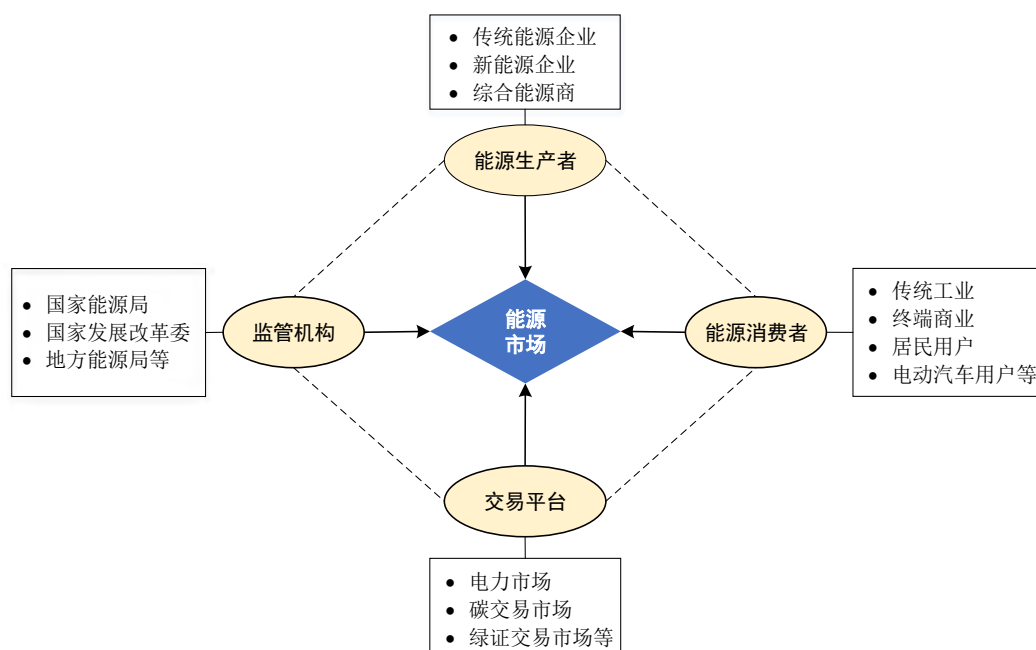 • 传统能源企业
• 新能源企业
• 综合能源商
能源生产者
• 国家能源局
• 国家发展改革委
• 地方能源局等
监管机构
能源
市场
能源消费者
• 传统工业
• 终端商业
• 居民用户
• 电动汽车用户等
交易平台
• 电力市场
• 碳交易市场
• 绿证交易市场等